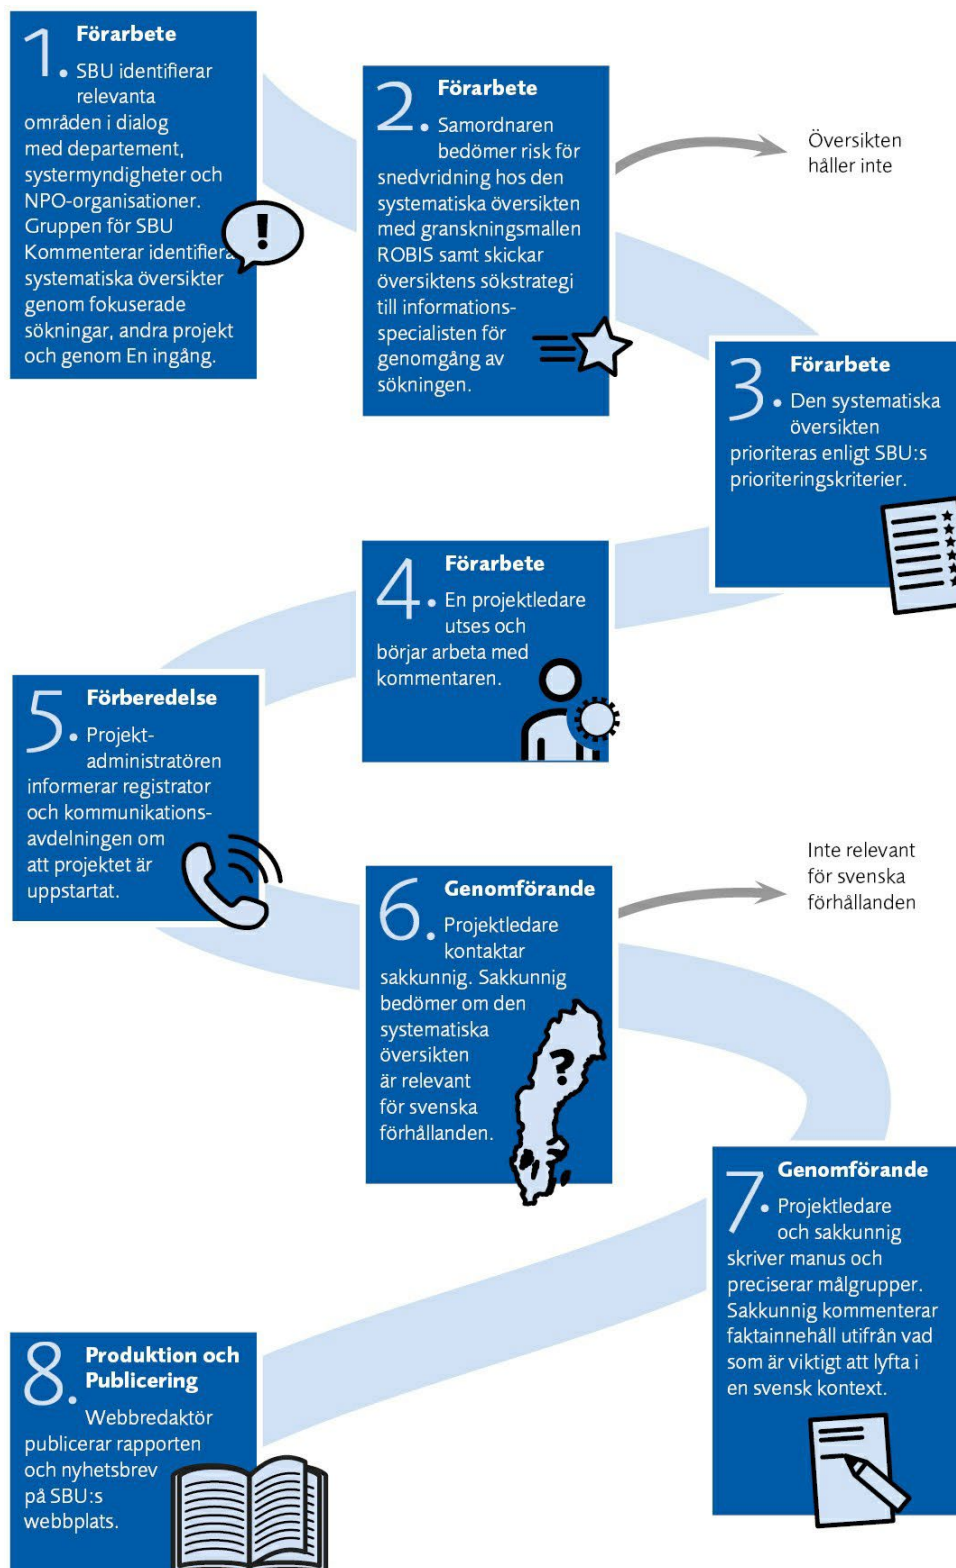 1. Förarbete
SBU identifierar
relevanta
områden i dialog
med departement,
systermyndigheter och
NPO-organisationer.
Gruppen för SBU
Kommenterar identifiera
systematiska översikter
genom fokuserade
sökningar, andra projekt
och genom En ingång.
!
2. Förarbete
Samordnaren
bedömer risk för
snedvridning hos den
systematiska översikten
med granskningsmallen
ROBIS samt skickar
översiktens sökstrategi
till informations-
specialisten för
genomgång av
sökningen.
Översikten
håller inte
3. Förarbete
Den systematiska
översikten
prioriteras enligt SBU:s
prioriteringskriterier.
4. Förarbete
En projektledare
utses och
börjar arbeta med
kommentaren.
5. Förberedelse
Projekt-
administratören
informerar registrator
och kommunikations-
avdelningen om
att projektet är
uppstartat.
6. Genomförande
Projektledare
kontaktar
sakkunnig. Sakkunnig
bedömer om den
systematiska
översikten
är relevant
för svenska
förhållanden.
?
Inte relevant
för svenska
förhållanden
7. Genomförande
Projektledare
och sakkunnig
skriver manus och
preciserar målgrupper.
Sakkunnig kommenterar
faktainnehåll utifrån vad
som är viktigt att lyfta i
en svensk kontext.
8. Produktion och
Publicering
Webbredaktör
publicerar rapporten
och nyhetsbrev
på SBU:s
webbplats.